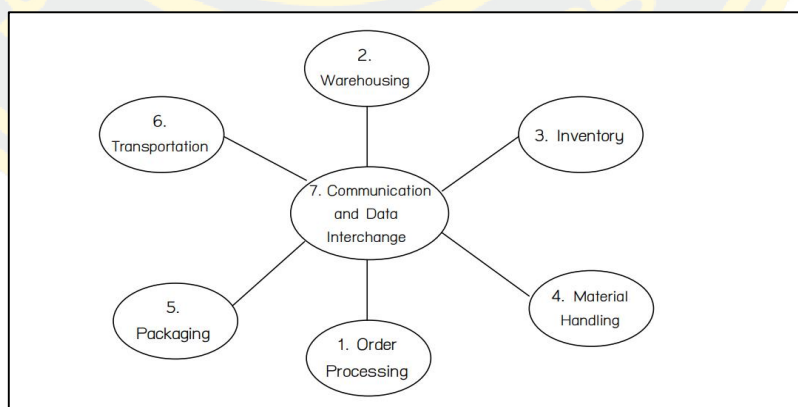 2.
Warehousing
6.
Transportation
3. Inventory
7. Communication
and Data
Interchange
5.
Packaging
4. Material
Handling
1. Order
Processing